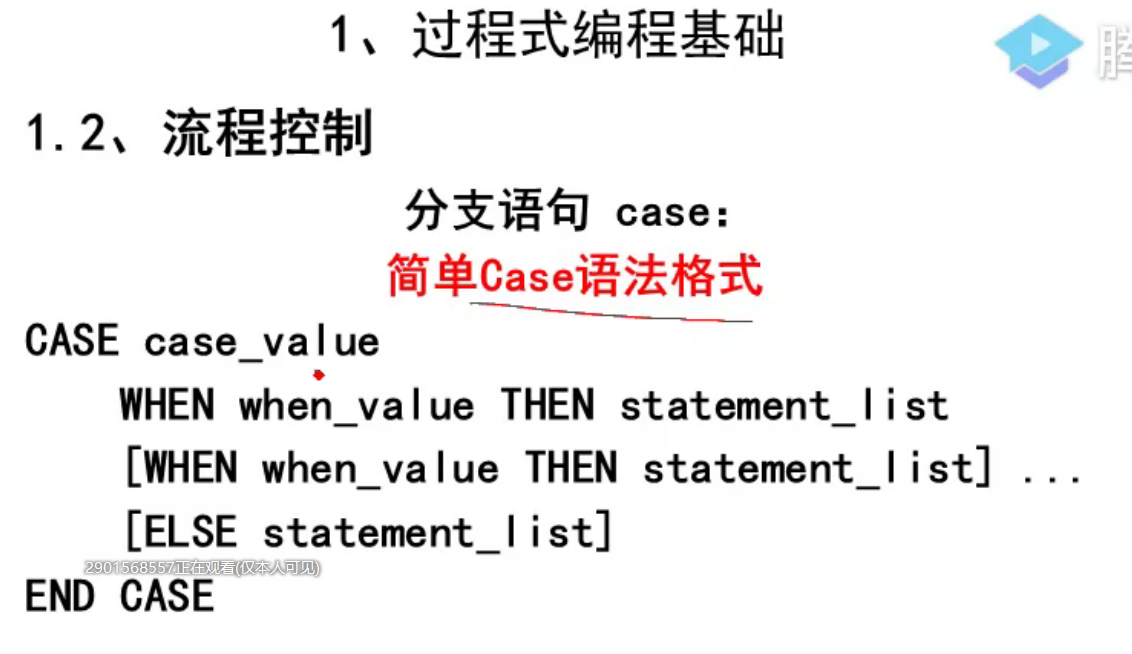 1、过程式编程基础
1.2、流程控制
分支语句 case：
简单Case语法格式
CASE case_value
WHEN when_value THEN statement_list
[WHEN when_value THEN statement_list] ...
[ELSE statement_list]
2901568557正在观看(仅本人可见)
END CASE